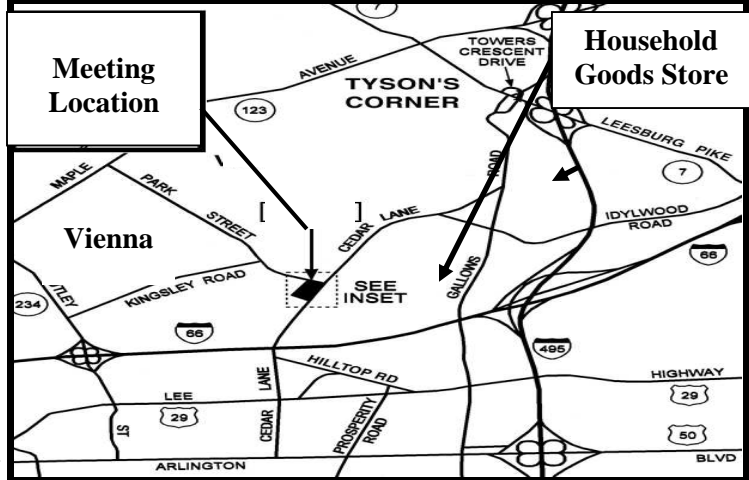 Meeting
Location
Household
Goods Store
7
TOWERS
CRESCENT
DRIVE
AVENUE
TYSON'S
CORNER
123
LEESBURG PIKE
7
MAPLE
PARK
STREET
ROAD
[ ]
CEDAR LANE
IDYLWOOD
ROAD
Vienna
66
KINGSLEY ROAD
SEE
INSET
GALLOWS
234
TLEY
66
495
HILLTOP RD
HIGHWAY
LANE
LEE
29
29
ST
CEDAR
PROSPERITY
ROAD
50
ARLINGTON
BLVD